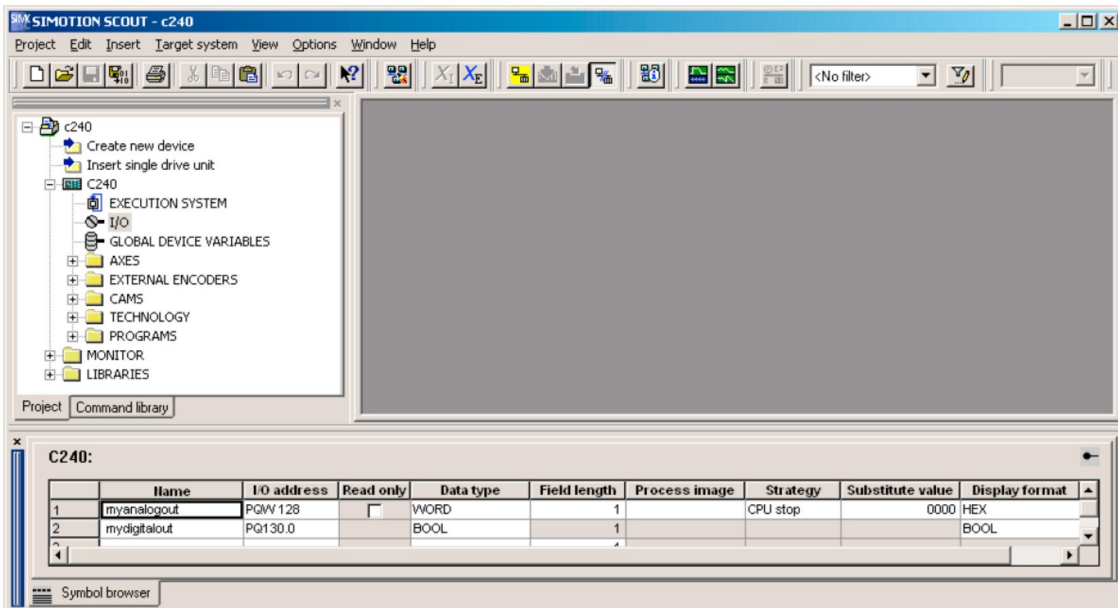 SIMOTION SCOUT - c240
Project Edit Insert Target system View Options Window Help
<No filter>
c240
Create new device
Insert single drive unit
C240
EXECUTION SYSTEM
I/O
GLOBAL DEVICE VARIABLES
AXES
EXTERNAL ENCODERS
CAMS
TECHNOLOGY
PROGRAMS
MONITOR
LIBRARIES
Project Command library
C240:
Name I/O address Read only Data type Field length Process image Strategy Substitute value Display format
1 myanalogout PQW 128 WORD 1 CPU stop 0000 HEX
2 mydigitalout PQ130.0 BOOL 1 BOOL
Symbol browser